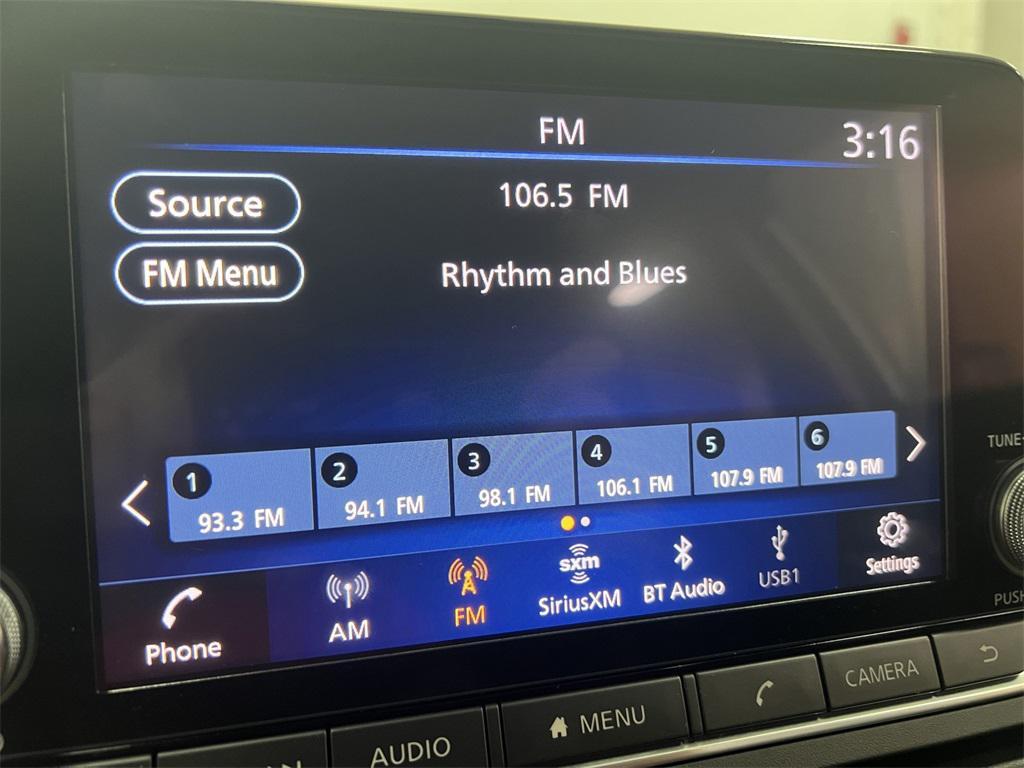 FM
3:16
Source
106.5 FM
FM Menu
Rhythm and Blues
1
93.3 FM
2
94.1 FM
3
98.1 FM
4
106.1 FM
5
107.9 FM
6
107.9 FM
Phone
AM
FM
sxm
SiriusXM
BT Audio
USB1
Settings
TUNE
PUSH
AUDIO
MENU
CAMERA